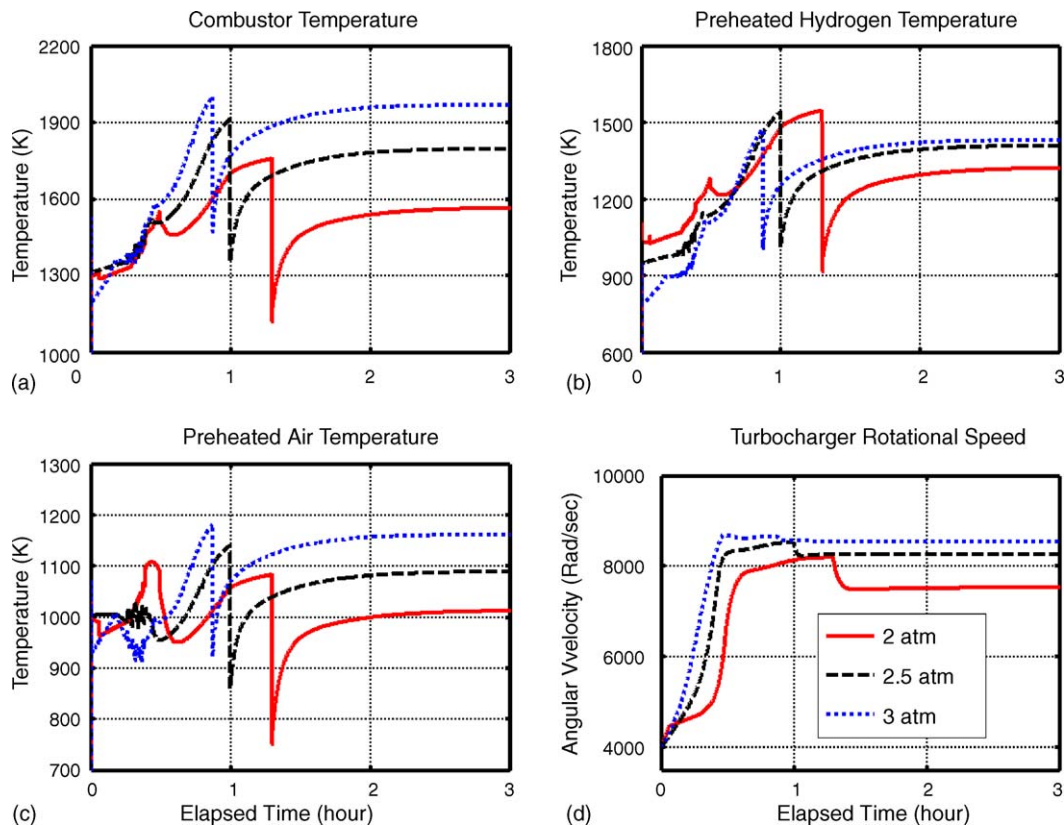 Combustor Temperature
2200
1900
1600
1300
1000
Temperature (K)
0 1 2 3
(a)
Preheated Hydrogen Temperature
1800
1500
1200
900
600
Temperature (K)
0 1 2 3
(b)
Preheated Air Temperature
1300
1200
1100
1000
900
800
700
Temperature (K)
0 1 2 3
(c) Elapsed Time (hour)
Turbocharger Rotational Speed
10000
8000
6000
4000
Angular Vvelocity (Rad/sec)
2 atm
2.5 atm
3 atm
0 1 2 3
(d) Elapsed Time (hour)